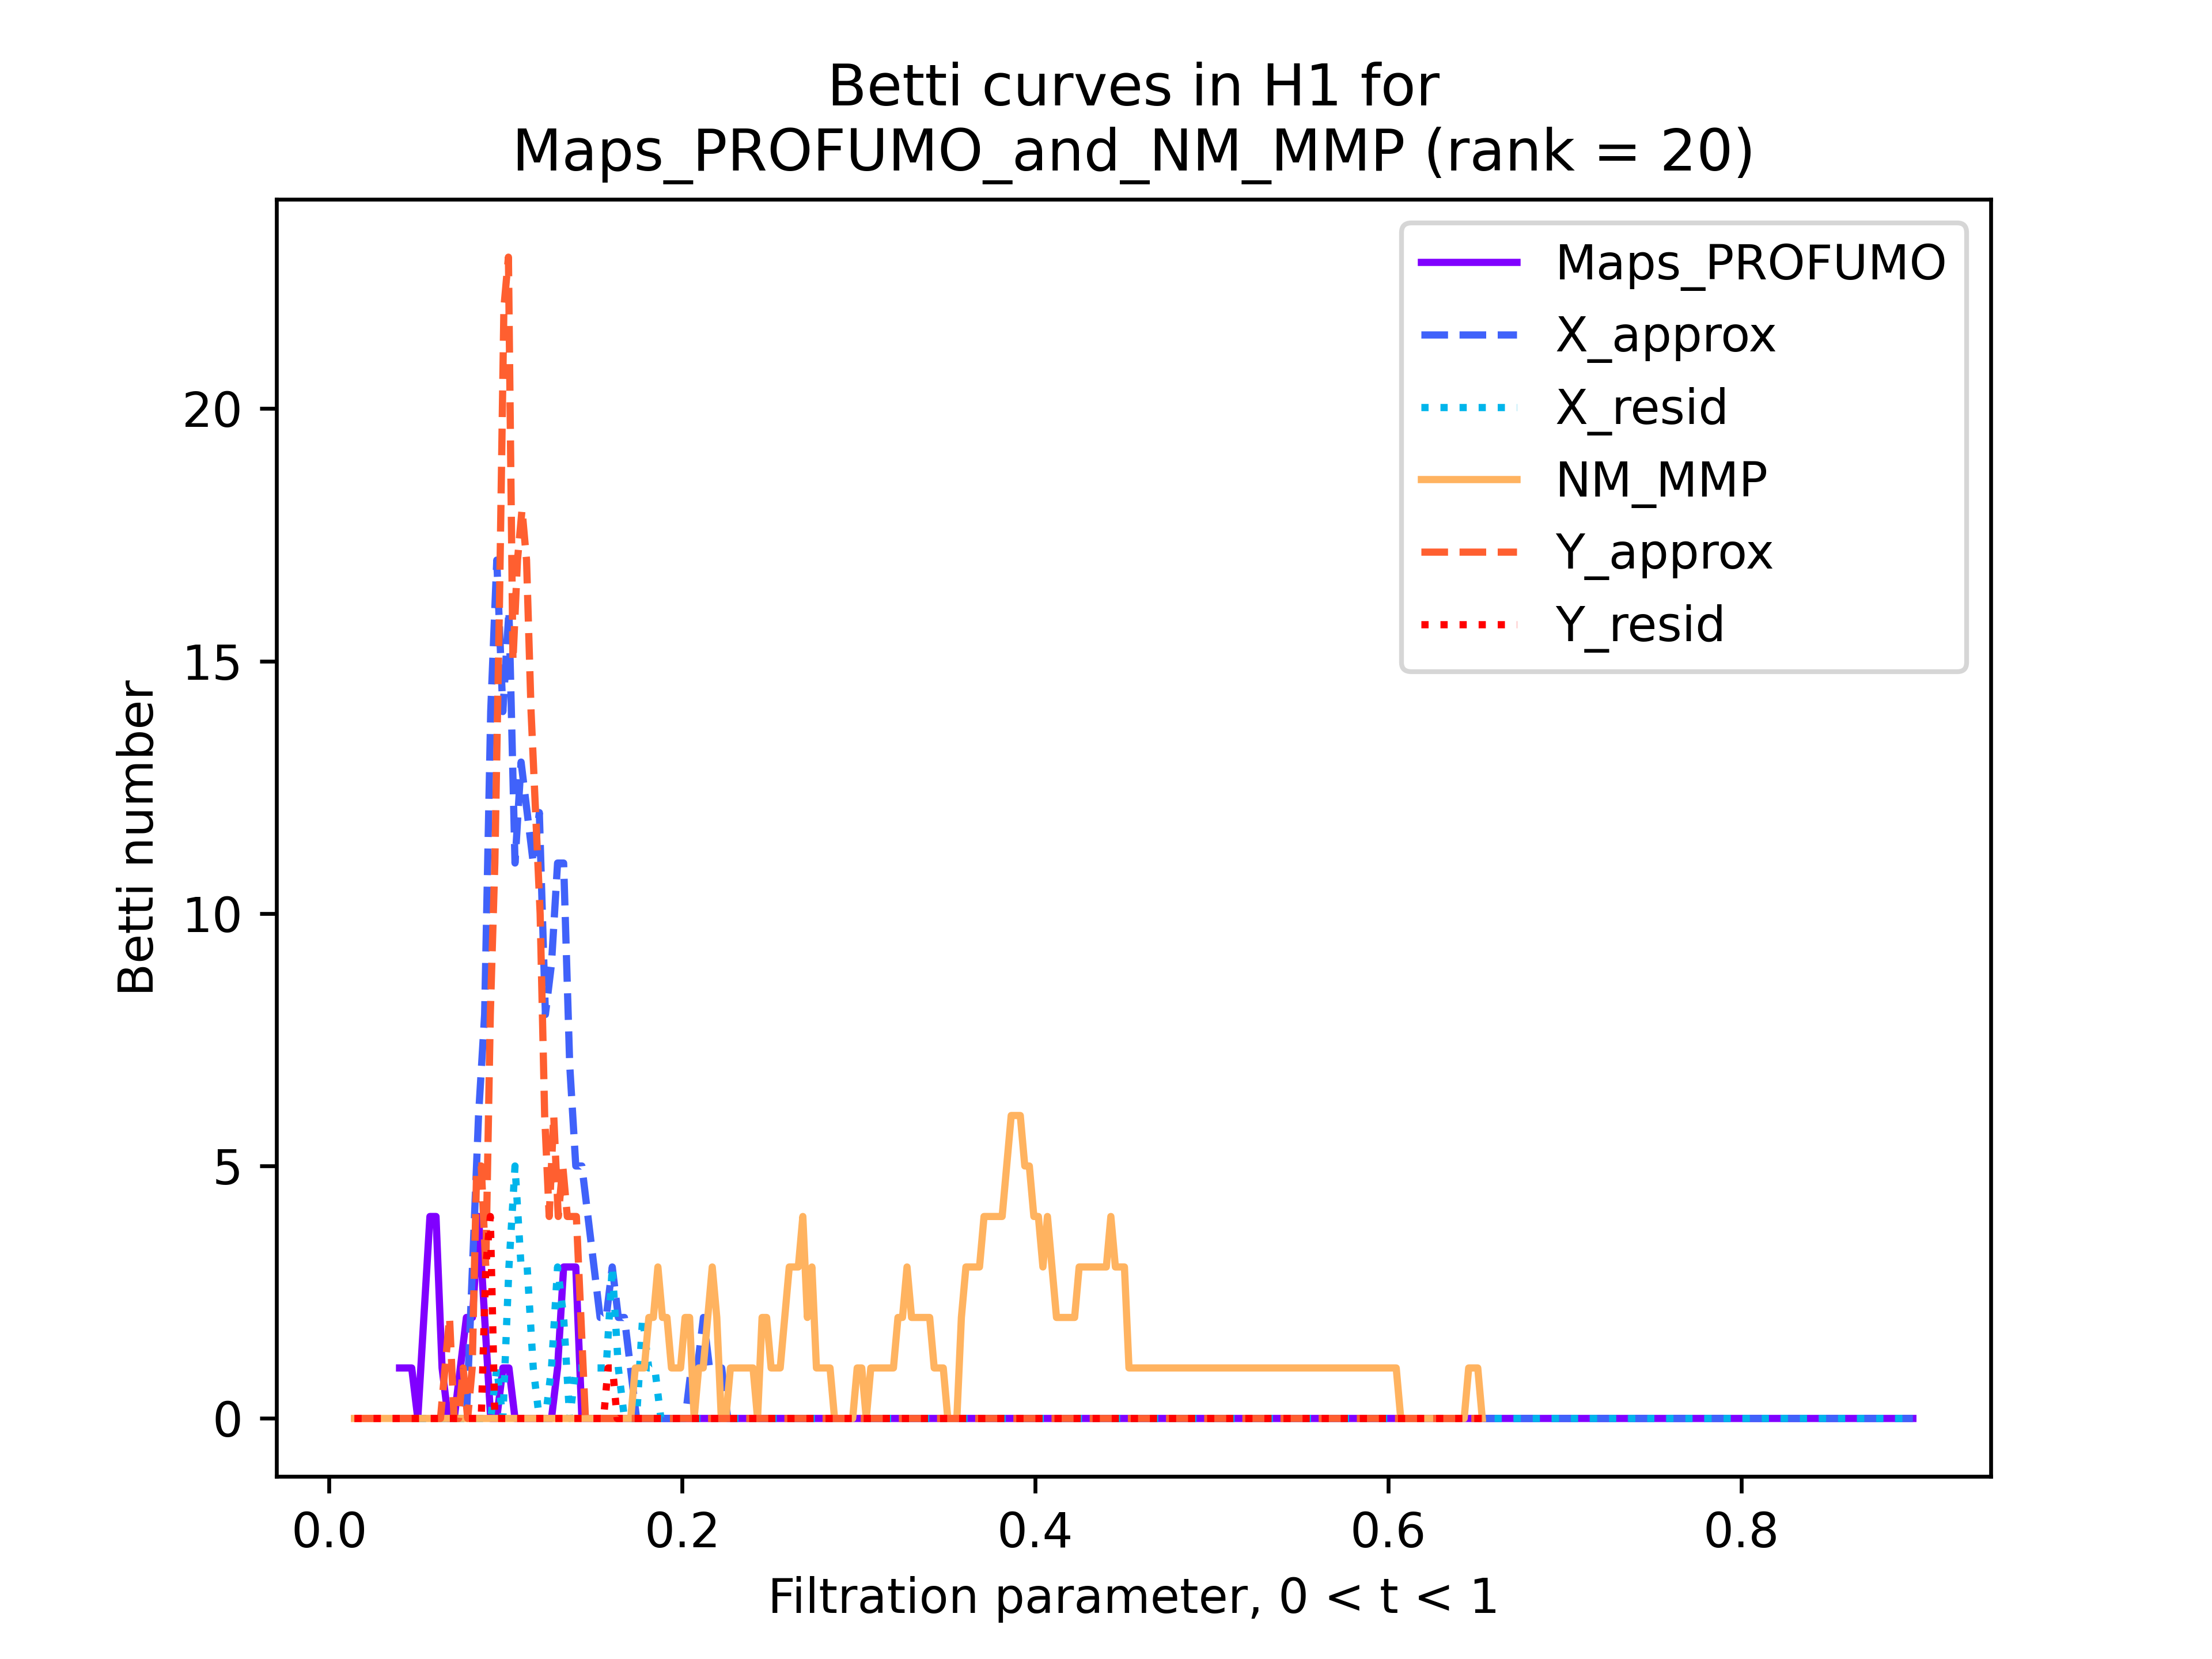 Betti curves in H1 for
Maps_PROFUMO_and_NM_MMP (rank = 20)
Maps_PROFUMO
X_approx
X_resid
NM_MMP
Y_approx
Y_resid
Betti number
20
15
10
5
0
0.0 0.2 0.4 0.6 0.8
Filtration parameter, 0 < t < 1